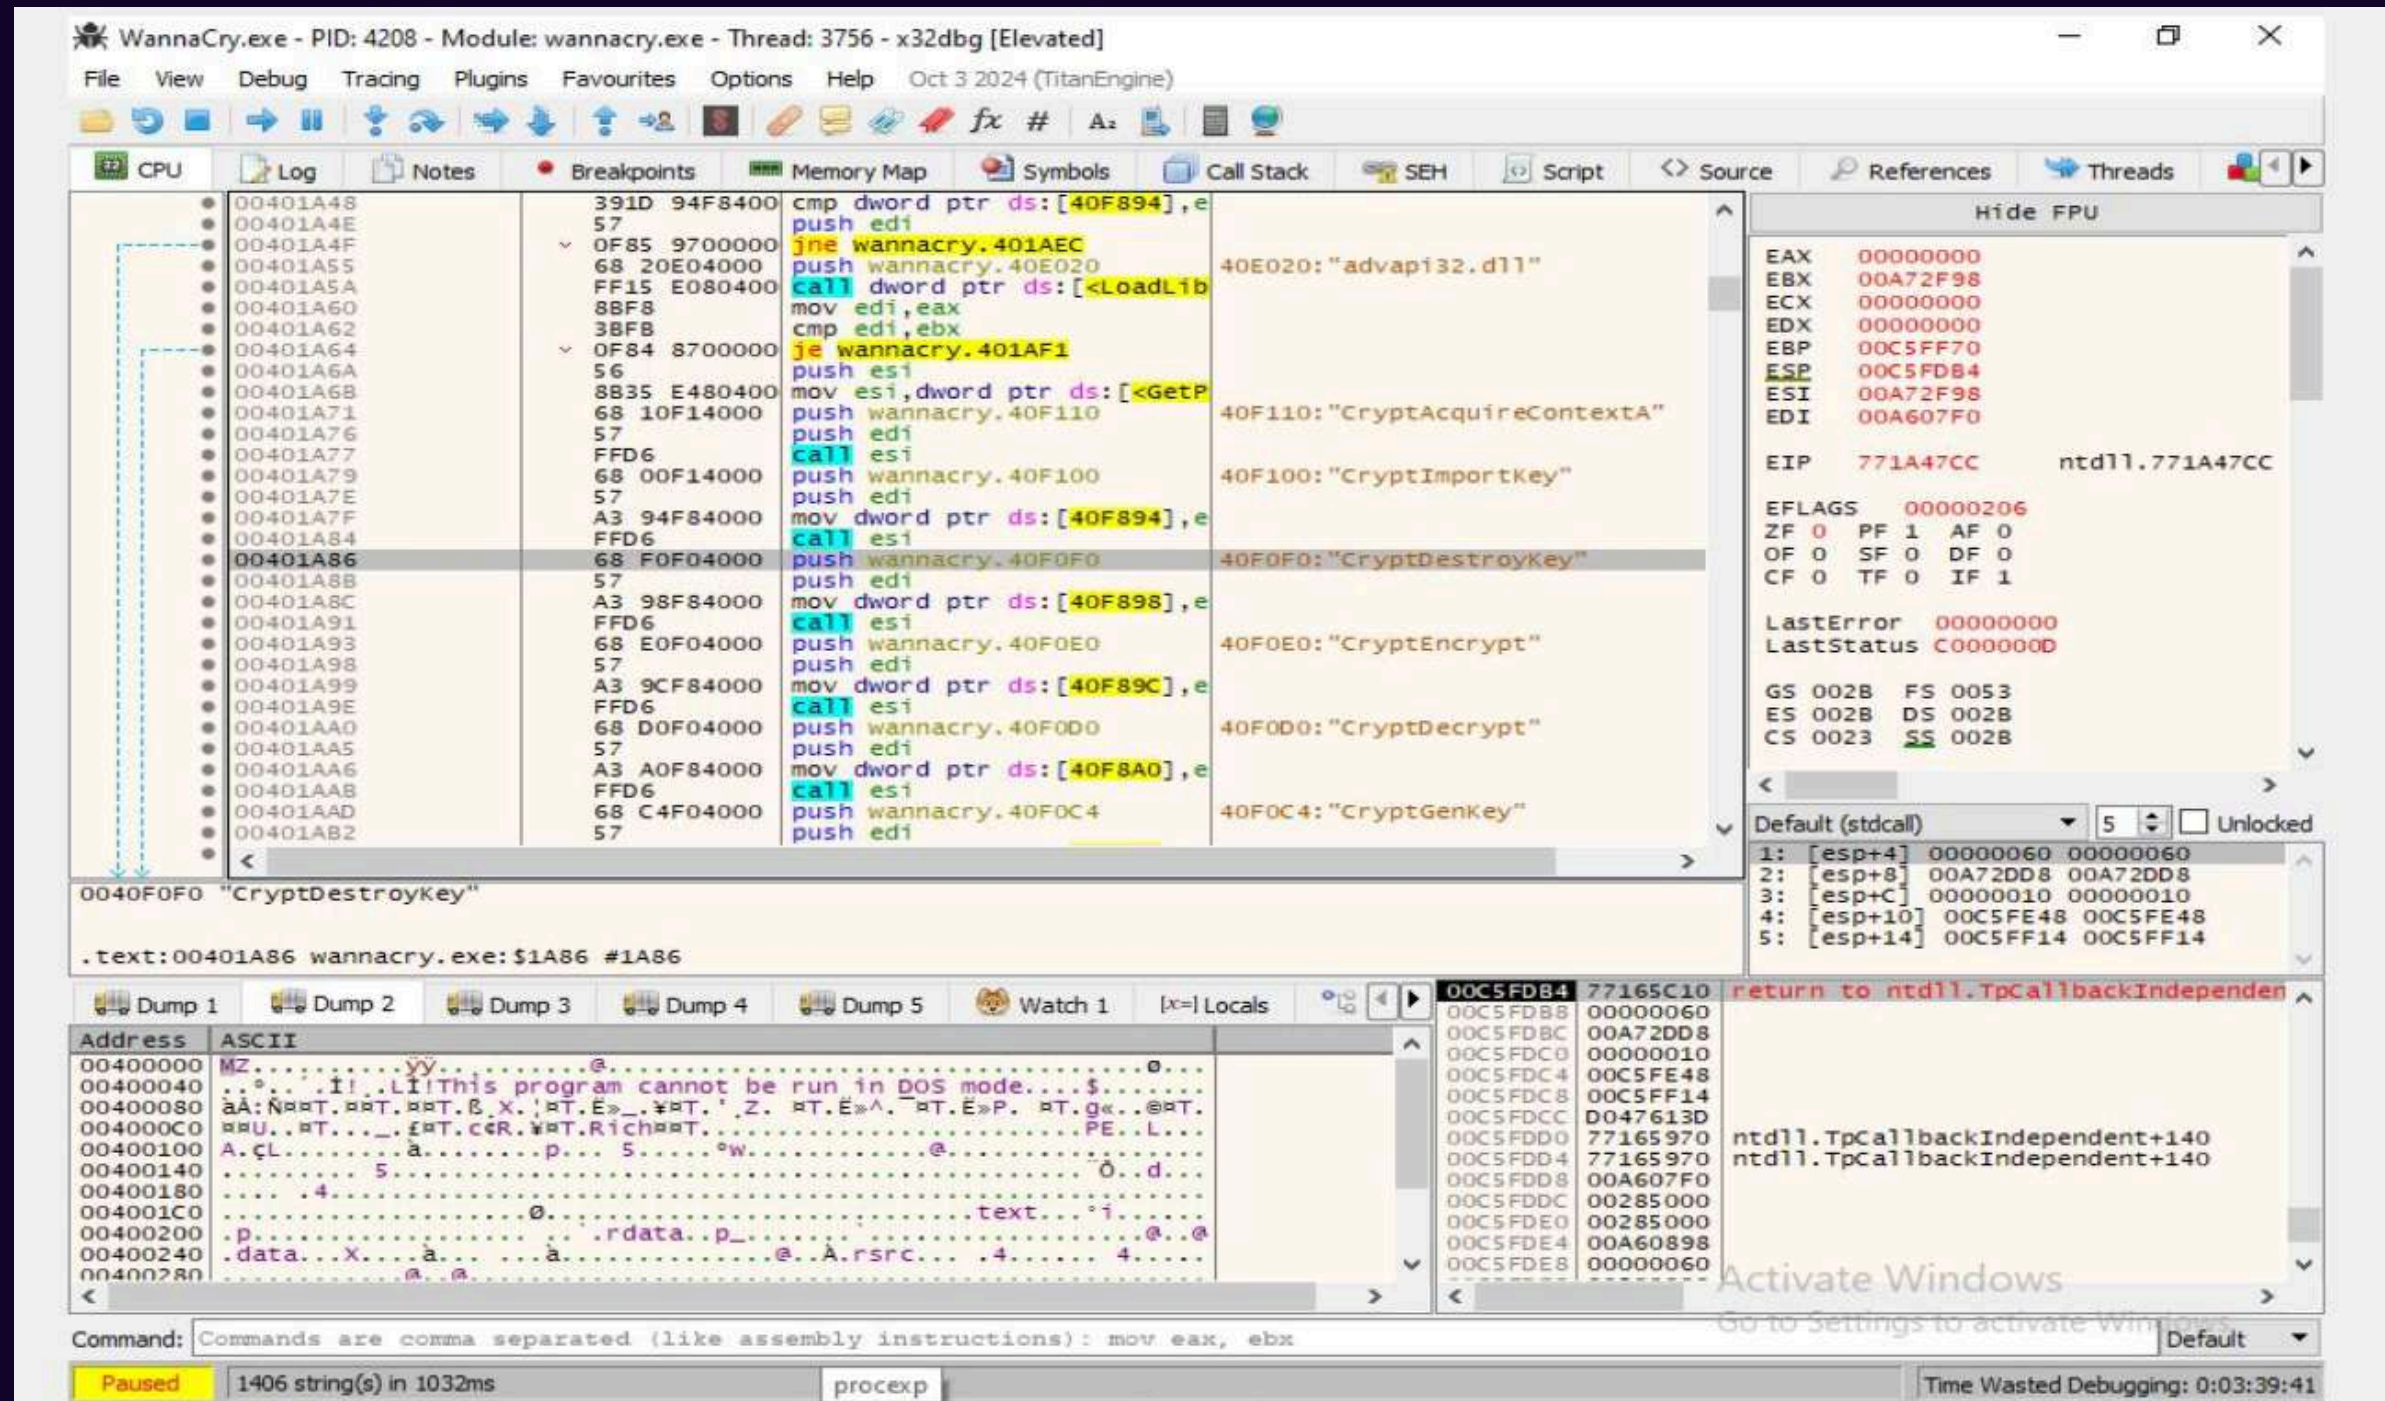 WannaCry.exe - PID: 4208 - Module: wannacry.exe - Thread: 3756 - x32dbg [Elevated]
File View Debug Tracing Plugins Favourites Options Help Oct 3 2024 (TitanEngine)
fx # A₂
CPU Log Notes Breakpoints Memory Map Symbols Call Stack SEH Script Source References Threads
00401A48 391D 94F8400 cmp dword ptr ds:[40F894],e
00401A4E 57 push edi
00401A4F 0F85 9700000 jne wannacry.401AEC
00401A55 68 20E04000 push wannacry.40E020 40E020:"advapi32.dll"
00401A5A FF15 E080400 call dword ptr ds:[<LoadLib
00401A60 8BF8 mov edi,eax
00401A62 3BFB cmp edi,ebx
00401A64 0F84 8700000 je wannacry.401AF1
00401A6A 56 push esi
00401A6B 8B35 E480400 mov esi,dword ptr ds:[<GetP
00401A71 68 10F14000 push wannacry.40F110 40F110:"CryptAcquireContextA"
00401A76 57 push edi
00401A77 FFD6 call esi
00401A79 68 00F14000 push wannacry.40F100 40F100:"CryptImportKey"
00401A7E 57 push edi
00401A7F A3 94F84000 mov dword ptr ds:[40F894],e
00401A84 FFD6 call esi
00401A86 68 F0F04000 push wannacry.40F0F0 40F0F0:"CryptDestroyKey"
00401A8B 57 push edi
00401A8C A3 98F84000 mov dword ptr ds:[40F898],e
00401A91 FFD6 call esi
00401A93 68 E0F04000 push wannacry.40F0E0 40F0E0:"CryptEncrypt"
00401A98 57 push edi
00401A99 A3 9CF84000 mov dword ptr ds:[40F89C],e
00401A9E FFD6 call esi
00401AA0 68 D0F04000 push wannacry.40F0D0 40F0D0:"CryptDecrypt"
00401AA5 57 push edi
00401AA6 A3 A0F84000 mov dword ptr ds:[40F8A0],e
00401AAB FFD6 call esi
00401AAD 68 C4F04000 push wannacry.40F0C4 40F0C4:"CryptGenKey"
00401AB2 57 push edi
Hide FPU
EAX 00000000
EBX 00A72F98
ECX 00000000
EDX 00000000
EBP 00C5FF70
ESP 00C5FDB4
ESI 00A72F98
EDI 00A607F0
EIP 771A47CC ntdll.771A47CC
EFLAGS 00000206
ZF 0 PF 1 AF 0
OF 0 SF 0 DF 0
CF 0 TF 0 IF 1
LastError 00000000
LastStatus C000000D
GS 002B FS 0053
ES 002B DS 002B
CS 0023 SS 002B
Default (stdcall) 5 Unlocked
1: [esp+4] 00000060 00000060
2: [esp+8] 00A72DD8 00A72DD8
3: [esp+C] 00000010 00000010
4: [esp+10] 00C5FE48 00C5FE48
5: [esp+14] 00C5FF14 00C5FF14
0040F0F0 "CryptDestroyKey"
.text:00401A86 wannacry.exe:$1A86 #1A86
Dump 1 Dump 2 Dump 3 Dump 4 Dump 5 Watch 1 [x=] Locals
Address ASCII
00400000 MZ..........ÿÿ..........@..................................ø...
00400040 ..º..´.Í!¸.LÍ!This program cannot be run in DOS mode....$.......
00400080
004000C0
00400100
00400140
00400180
004001C0 .text
00400200 .rdata
00400240 .data .rsrc
00400280
00C5FDB4 77165C10 return to ntdll.TpCallbackIndependen
00C5FDB8 00000060
00C5FDBC 00A72DD8
00C5FDC0 00000010
00C5FDC4 00C5FE48
00C5FDC8 00C5FF14
00C5FDCC D047613D
00C5FDD0 77165970 ntdll.TpCallbackIndependent+140
00C5FDD4 77165970 ntdll.TpCallbackIndependent+140
00C5FDD8 00A607F0
00C5FDDC 00285000
00C5FDE0 00285000
00C5FDE4 00A60898
00C5FDE8 00000060
Activate Windows
Go to Settings to activate Windows.
Command: Commands are comma separated (like assembly instructions): mov eax, ebx Default
Paused 1406 string(s) in 1032ms procexp Time Wasted Debugging: 0:03:39:41